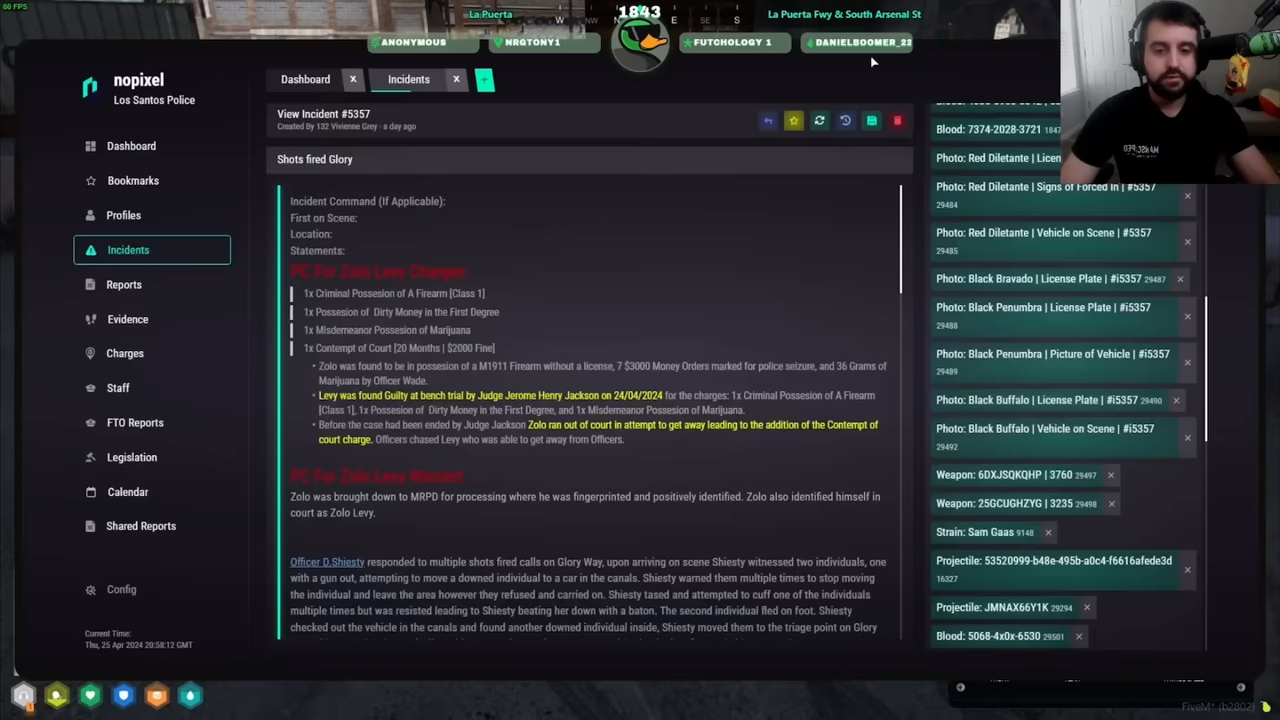 60 FPS
La Puerta
W NW 1843 E SE S
La Puerta Fwy & South Arsenal St
ANONYMOUS
NRGTONY1
FUTCHOLOGY 1
DANIELBOOMER_22
nopixel
Los Santos Police
Dashboard x
Incidents x
+
View Incident #5357
Created By 132 Vivienne Grey · a day ago
Shots fired Glory
Dashboard
Bookmarks
Profiles
Incidents
Reports
Evidence
Charges
Staff
FTO Reports
Legislation
Calendar
Shared Reports
Config
Current Time:
Thu, 25 Apr 2024 20:58:12 GMT
Incident Command (If Applicable):
First on Scene:
Location:
Statements:
PC For Zolo Levy Charges
1x Criminal Possesion of A Firearm [Class 1]
1x Possesion of Dirty Money in the First Degree
1x Misdemeanor Possesion of Marijuana
1x Contempt of Court [20 Months | $2000 Fine]
• Zolo was found to be in possesion of a M1911 Firearm without a license, 7 $3000 Money Orders marked for police seizure, and 36 Grams of
Marijuana by Officer Wade.
• Levy was found Guilty at bench trial by Judge Jerome Henry Jackson on 24/04/2024 for the charges: 1x Criminal Possesion of A Firearm
[Class 1], 1x Possesion of Dirty Money in the First Degree, and 1x Misdemeanor Possesion of Marijuana.
• Before the case had been ended by Judge Jackson Zolo ran out of court in attempt to get away leading to the addition of the Contempt of
court charge. Officers chased Levy who was able to get away from Officers.
PC For Zolo Levy Warrant
Zolo was brought down to MRPD for processing where he was fingerprinted and positively identified. Zolo also identified himself in
court as Zolo Levy.
Officer D.Shiesty responded to multiple shots fired calls on Glory Way, upon arriving on scene Shiesty witnessed two individuals, one
with a gun out, attempting to move a downed individual to a car in the canals. Shiesty warned them multiple times to stop moving
the individual and leave the area however they refused and carried on. Shiesty tased and attempted to cuff one of the individuals
multiple times but was resisted leading to Shiesty beating her down with a baton. The second individual fled on foot. Shiesty
checked out the vehicle in the canals and found another downed individual inside, Shiesty moved them to the triage point on Glory
Blood: 7374-2028-3721 1847
Photo: Red Diletante | Licen
Photo: Red Diletante | Signs of Forced In | #5357
29484
Photo: Red Diletante | Vehicle on Scene | #5357
29485
Photo: Black Bravado | License Plate | #i5357 29487
Photo: Black Penumbra | License Plate | #i5357
29488
Photo: Black Penumbra | Picture of Vehicle | #i5357
29489
Photo: Black Buffalo | License Plate | #i5357 29490
Photo: Black Buffalo | Vehicle on Scene | #i5357
29492
Weapon: 6DXJSQKQHP | 3760 29497
Weapon: 25GCUGHZYG | 3235 29498
Strain: Sam Gaas 9148
Projectile: 53520999-b48e-495b-a0c4-f6616afede3d
16327
Projectile: JMNAX66Y1K 29294
Blood: 5068-4x0x-6530 29501
FiveM* (b2802)